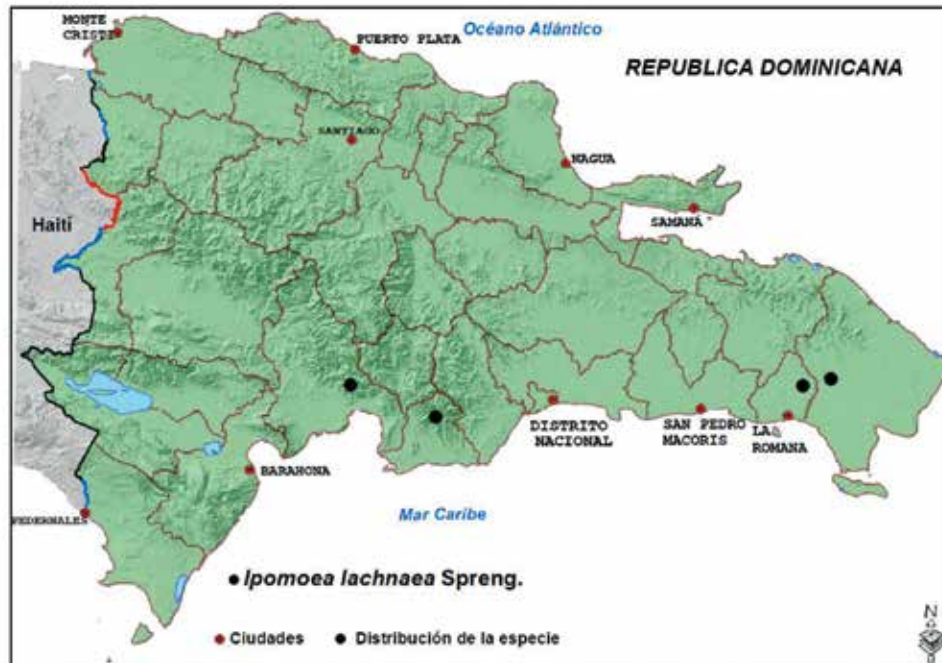 MONTE
CRISTI
PUERTO PLATA
Océano Atlántico
REPUBLICA DOMINICANA
SANTIAGO
NAGUA
Haití
SAMANÁ
DISTRITO
NACIONAL
SAN PEDRO
MACORIS
LA
ROMANA
BARAHONA
PEDERNALES
Mar Caribe
Ipomoea lachnaea Spreng.
Ciudades
Distribución de la especie
N